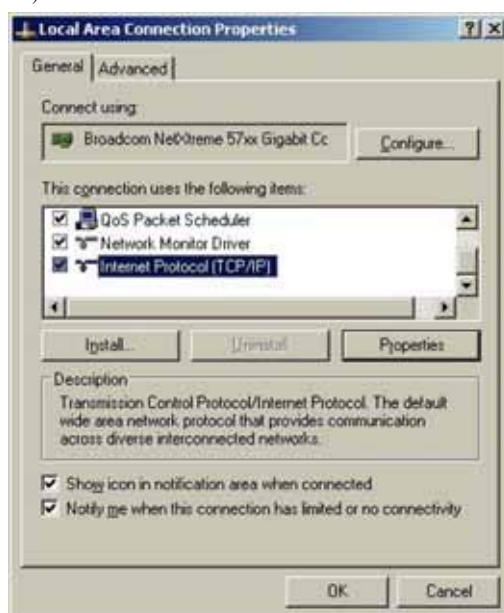 Local Area Connection Properties
General Advanced
Connect using:
Broadcom NetXtreme 57xx Gigabit Cc Configure...
This connection uses the following items:
QoS Packet Scheduler
Network Monitor Driver
Internet Protocol (TCP/IP)
Install... Uninstall Properties
Description
Transmission Control Protocol/Internet Protocol. The default
wide area network protocol that provides communication
across diverse interconnected networks.
Show icon in notification area when connected
Notify me when this connection has limited or no connectivity
OK Cancel